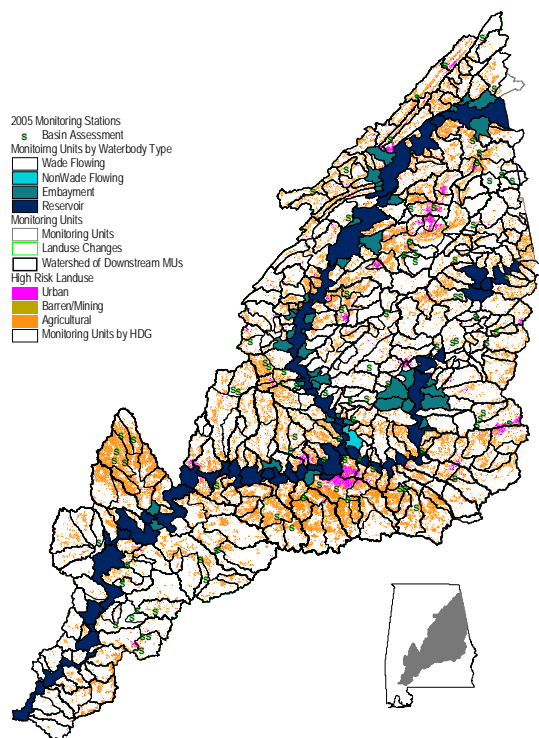 2005 Monitoring Stations
s Basin Assessment
Monitoirng Units by Waterbody Type
Wade Flowing
NonWade Flowing
Embayment
Reservoir
Monitoring Units
Monitoring Units
Landuse Changes
Watershed of Downstream MUs
High Risk Landuse
Urban
Barren/Mining
Agricultural
Monitoring Units by HDG